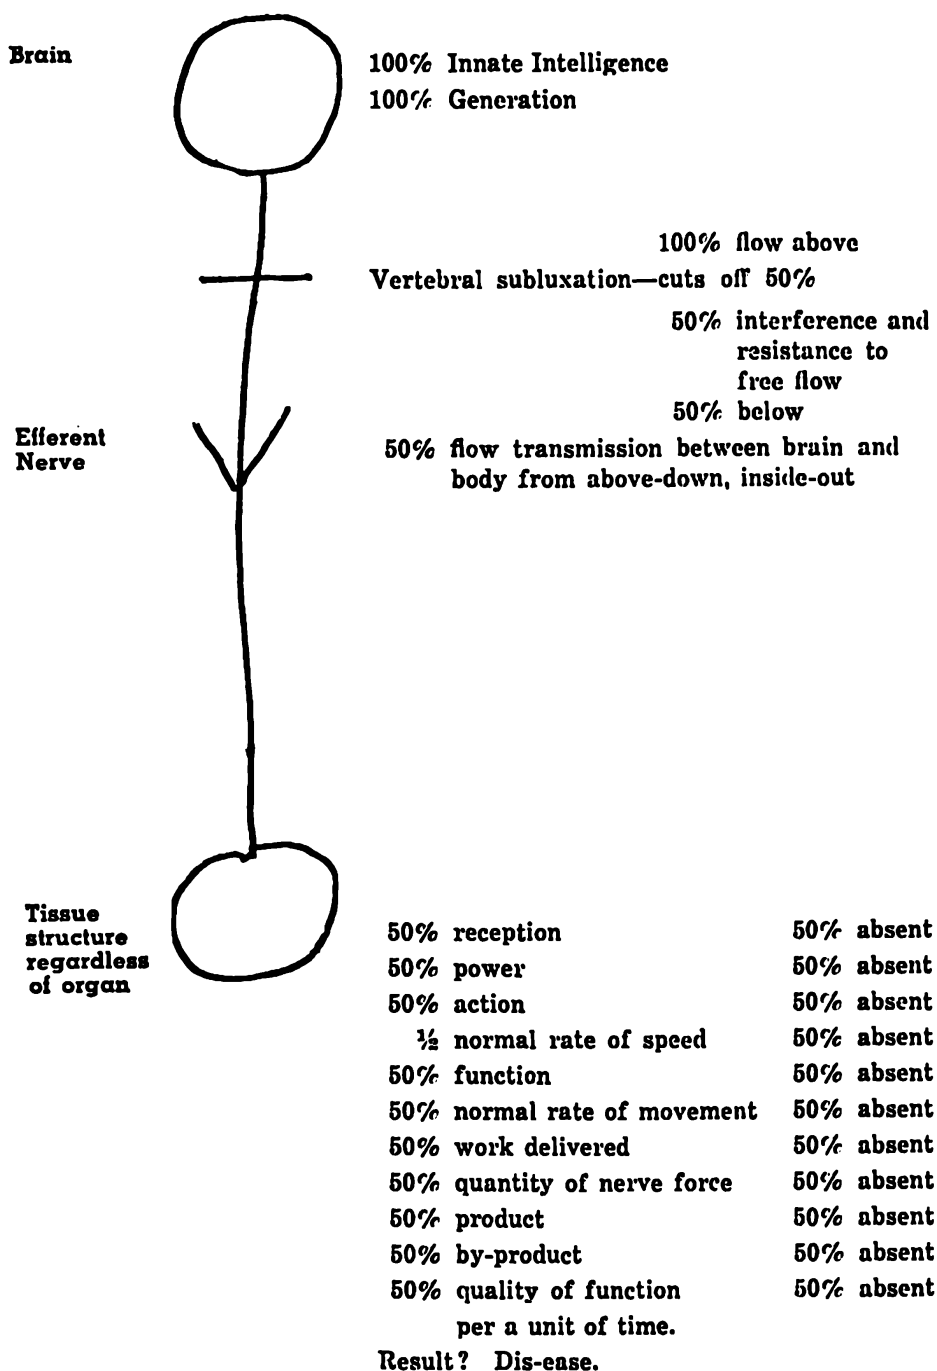 Brain
100% Innate Intelligence
100% Generation
100% flow above
Vertebral subluxation—cuts off 50%
50% interference and
resistance to
free flow
50% below
Efferent
Nerve
50% flow transmission between brain and
body from above-down, inside-out
Tissue
structure
regardless
of organ
50% reception 50% absent
50% power 50% absent
50% action 50% absent
½ normal rate of speed 50% absent
50% function 50% absent
50% normal rate of movement 50% absent
50% work delivered 50% absent
50% quantity of nerve force 50% absent
50% product 50% absent
50% by-product 50% absent
50% quality of function 50% absent
per a unit of time.
Result? Dis-ease.